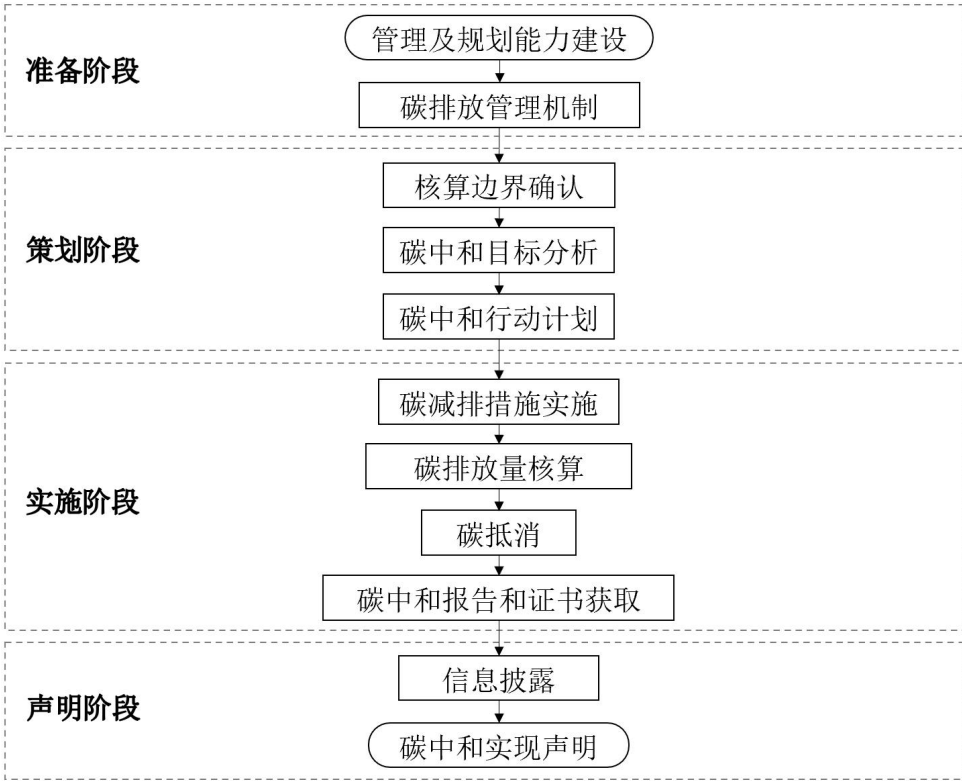 准备阶段
管理及规划能力建设
碳排放管理机制
策划阶段
核算边界确认
碳中和目标分析
碳中和行动计划
实施阶段
碳减排措施实施
碳排放量核算
碳抵消
碳中和报告和证书获取
声明阶段
信息披露
碳中和实现声明